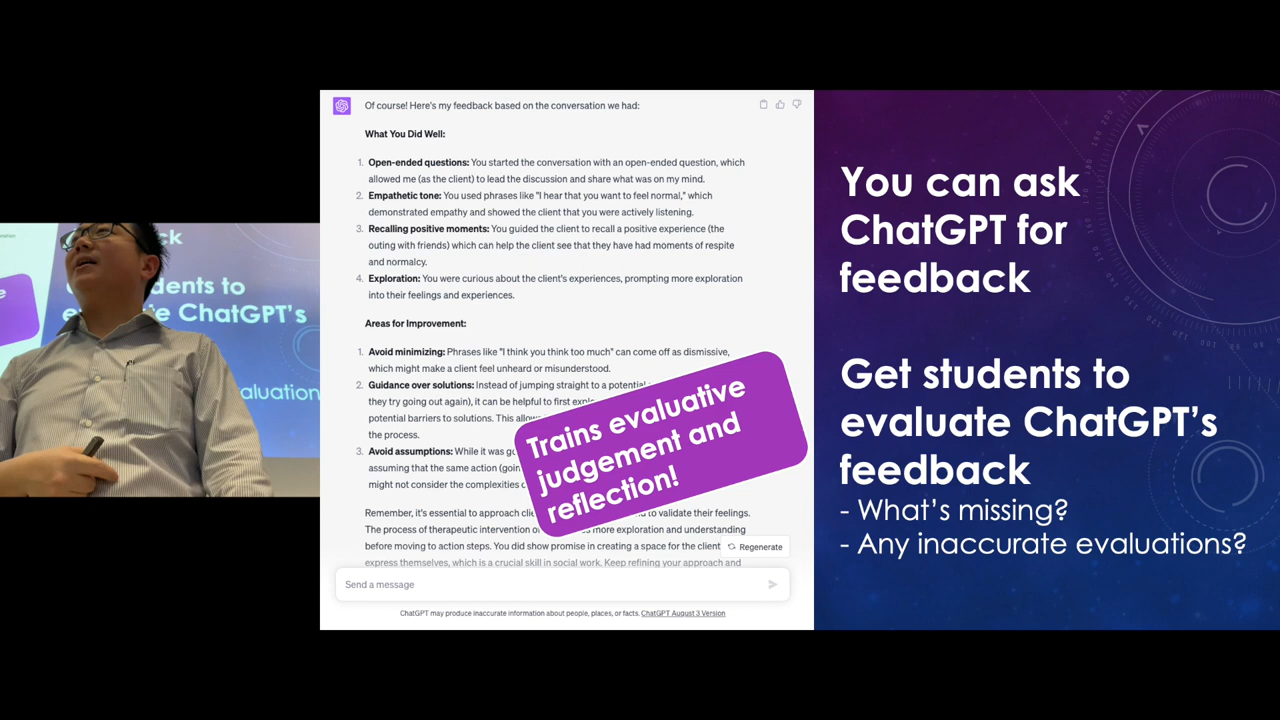 ck
dents to
e ChatGPT's
aluation
e
Of course! Here's my feedback based on the conversation we had:
What You Did Well:
1. Open-ended questions: You started the conversation with an open-ended question, which
allowed me (as the client) to lead the discussion and share what was on my mind.
2. Empathetic tone: You used phrases like "I hear that you want to feel normal," which
demonstrated empathy and showed the client that you were actively listening.
3. Recalling positive moments: You guided the client to recall a positive experience (the
outing with friends) which can help the client see that they have had moments of respite
and normalcy.
4. Exploration: You were curious about the client's experiences, prompting more exploration
into their feelings and experiences.
Areas for Improvement:
1. Avoid minimizing: Phrases like "I think you think too much" can come off as dismissive,
which might make a client feel unheard or misunderstood.
2. Guidance over solutions: Instead of jumping straight to a potential
they try going out again), it can be helpful to first
potential barriers to solutions. This
the process.
3. Avoid assumptions: While it was
assuming that the same action
might not consider the complexities
Remember, it's essential to approach to validate their feelings.
The process of therapeutic intervention more exploration and understanding
before moving to action steps. You did show promise in creating a space for the client
express themselves, which is a crucial skill in social work. Keep refining your approach and
Regenerate
Send a message
ChatGPT may produce inaccurate information about people, places, or facts. ChatGPT August 3 Version
Trains evaluative
judgement and
reflection!
You can ask
ChatGPT for
feedback
Get students to
evaluate ChatGPT's
feedback
- What's missing?
- Any inaccurate evaluations?